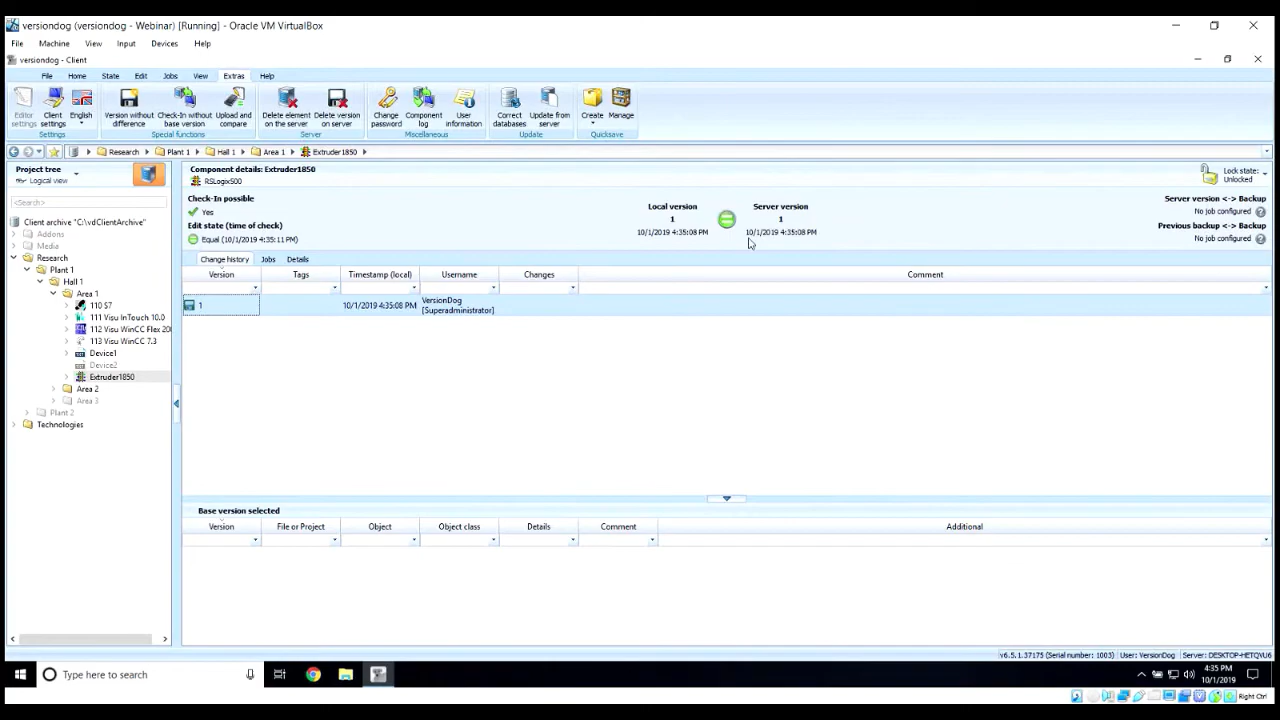 versiondog (versiondog - Webinar) [Running] - Oracle VM VirtualBox
File Machine View Input Devices Help
versiondog - Client
File Home State Edit Jobs View Extras Help
Editor settings
Client settings
English
Version without difference
Check-In without base version
Upload and compare
Delete element on the server
Delete version on server
Change password
Component log
User information
Correct databases
Update from server
Create
Manage
Settings Special functions Server Miscellaneous Update Quicksave
Research Plant 1 Hall 1 Area 1 Extruder1850
Project tree
Logical view
<Search>
Client archive "C:\vdClientArchive"
Addons
Media
Research
Plant 1
Hall 1
Area 1
110 S7
111 Visu InTouch 10.0
112 Visu WinCC Flex 20
113 Visu WinCC 7.3
Device1
Device2
Extruder1850
Area 2
Area 3
Plant 2
Technologies
Component details: Extruder1850
RSLogix500
Lock state:
Unlocked
Check-In possible
Yes
Edit state (time of check)
Equal (10/1/2019 4:35:11 PM)
Local version
1
10/1/2019 4:35:08 PM
Server version
1
10/1/2019 4:35:08 PM
Server version <-> Backup
No job configured
Previous backup <-> Backup
No job configured
Change history Jobs Details
Version Tags Timestamp (local) Username Changes Comment
1 10/1/2019 4:35:08 PM VersionDog
[Superadministrator]
Base version selected
Version File or Project Object Object class Details Comment Additional
v6.5.1.37175 (Serial number: 1003) User: VersionDog Server: DESKTOP-HETQVU6
Type here to search
4:35 PM
10/1/2019
Right Ctrl